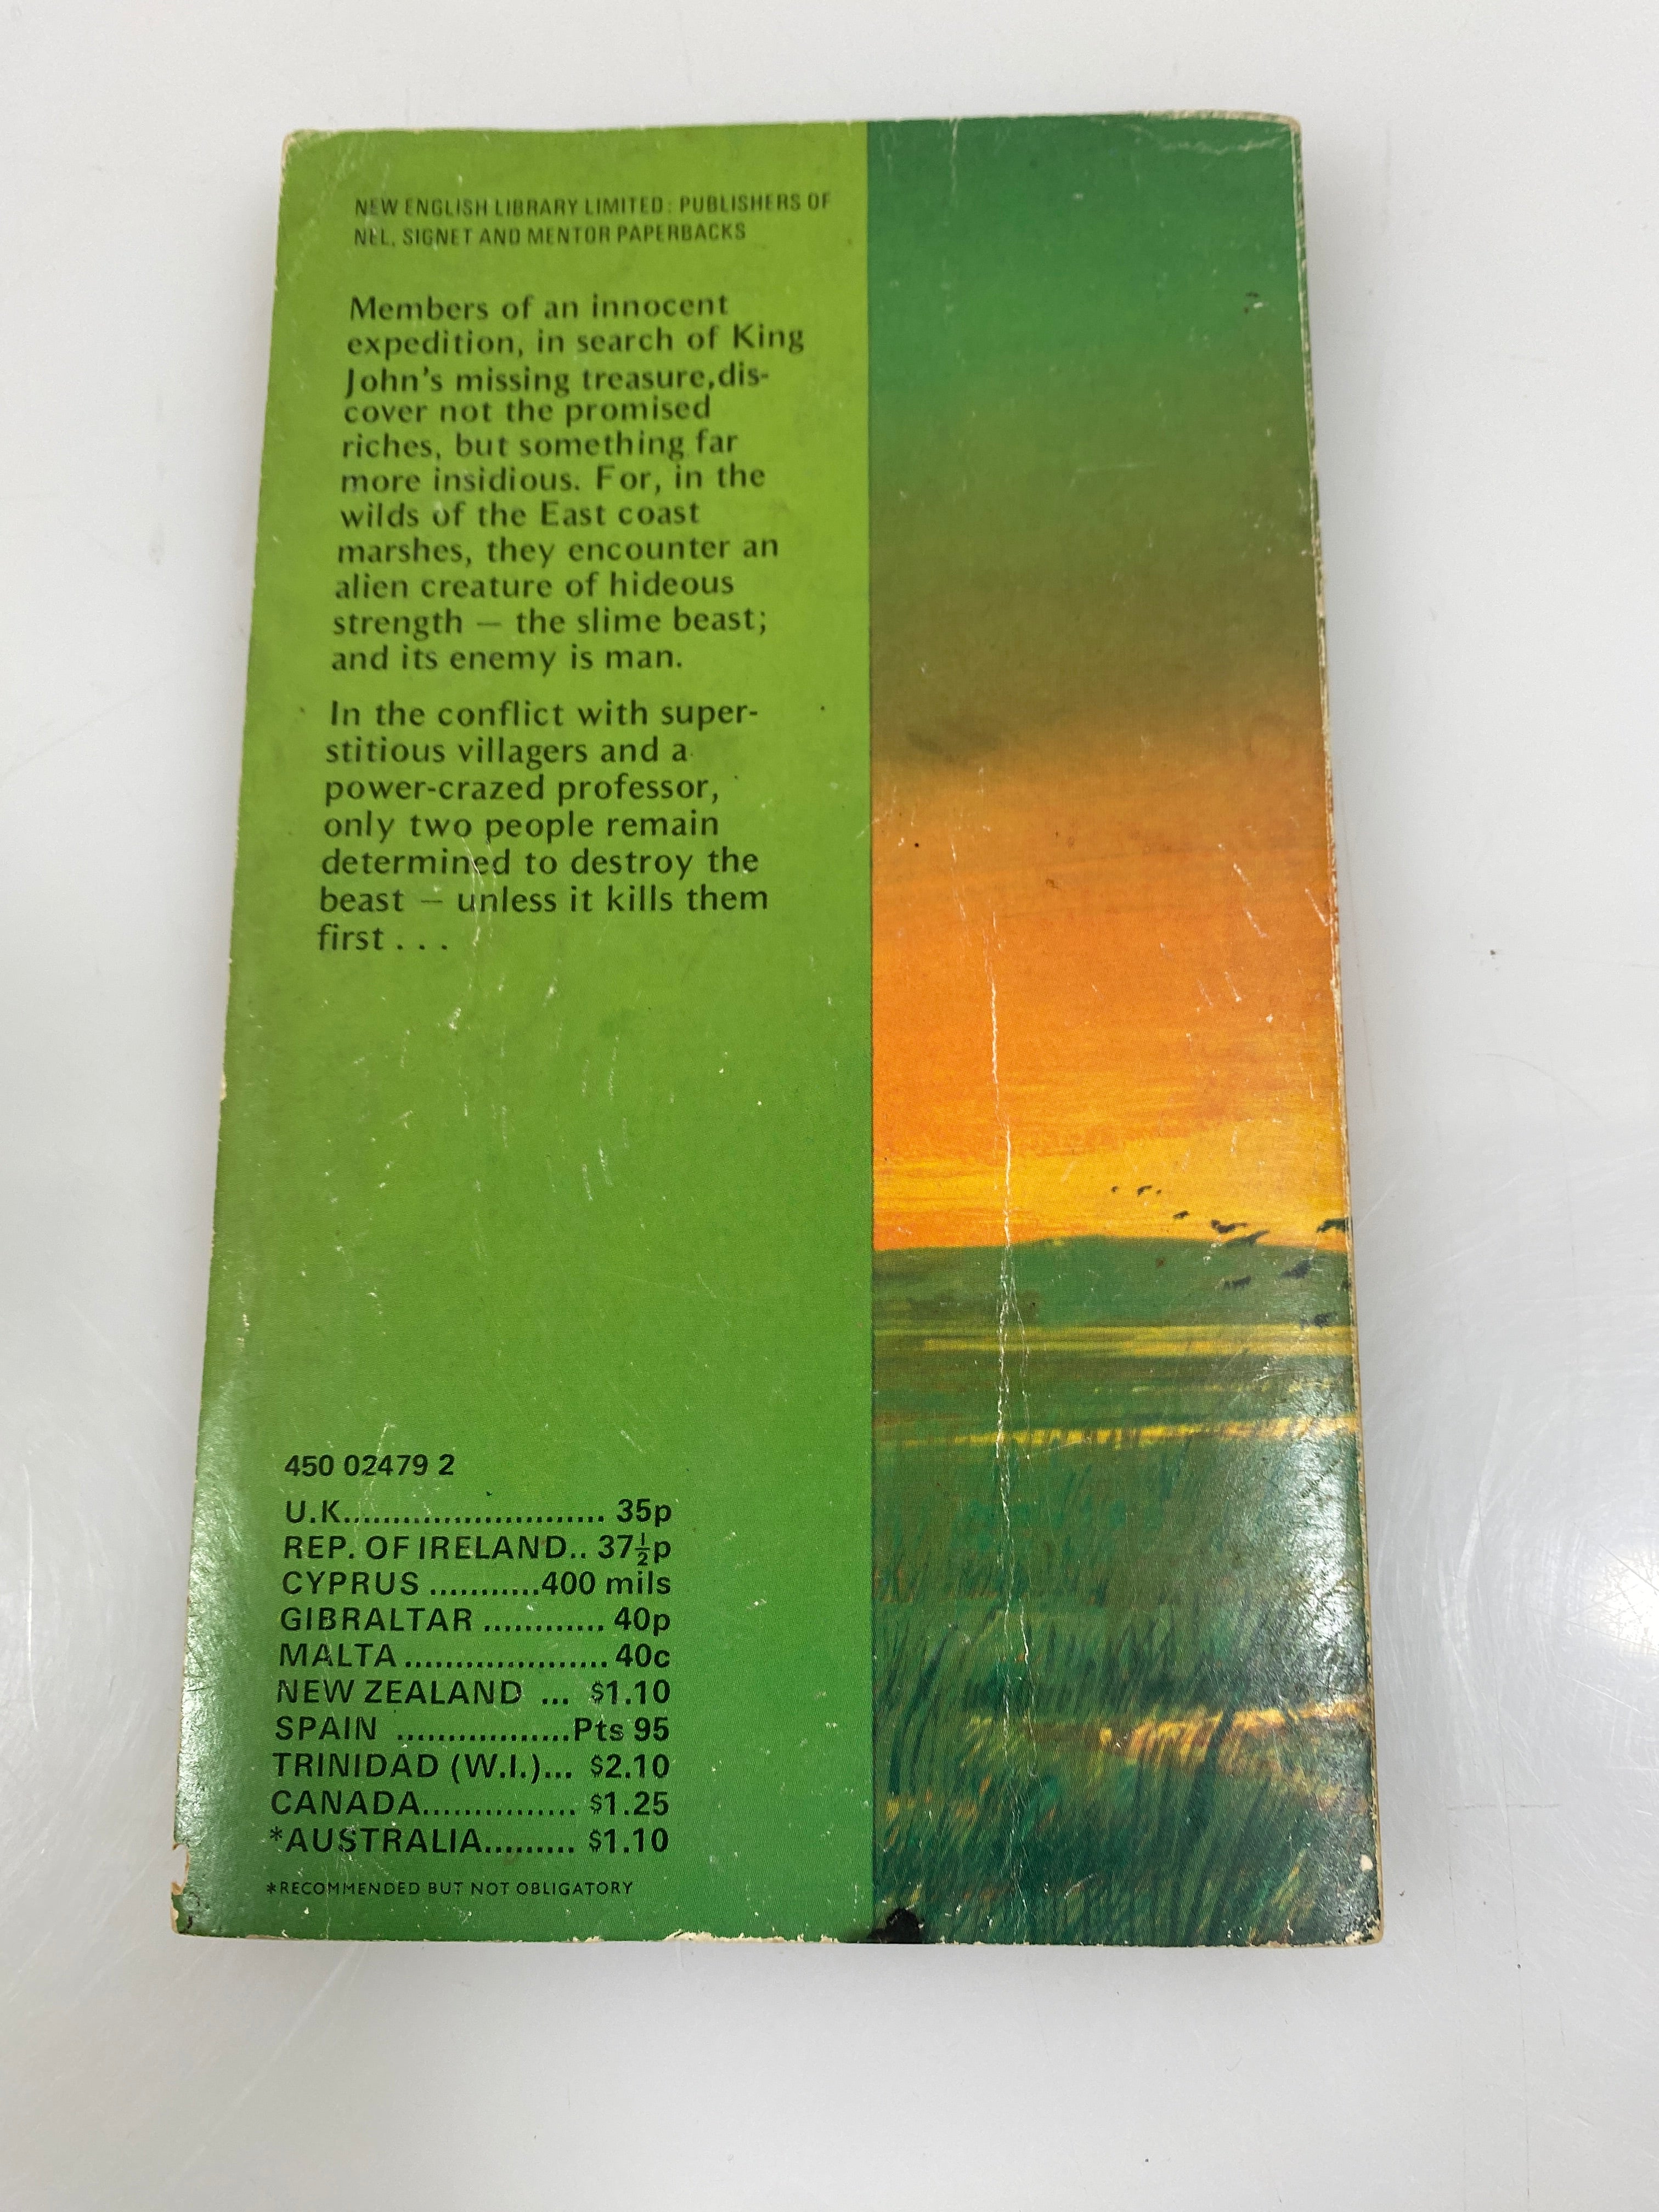 NEW ENGLISH LIBRARY LIMITED: PUBLISHERS OF
NEL, SIGNET AND MENTOR PAPERBACKS
Members of an innocent
expedition, in search of King
John's missing treasure,dis-
cover not the promised
riches, but something far
more insidious. For, in the
wilds of the East coast
marshes, they encounter an
alien creature of hideous
strength — the slime beast;
and its enemy is man.
In the conflict with super-
stitious villagers and a
power-crazed professor,
only two people remain
determined to destroy the
beast — unless it kills them
first . . .
450 02479 2
U.K.......................... 35p
REP. OF IRELAND.. 37½p
CYPRUS ...........400 mils
GIBRALTAR ............ 40p
MALTA .................... 40c
NEW ZEALAND ... $1.10
SPAIN .................Pts 95
TRINIDAD (W.I.)... $2.10
CANADA............... $1.25
*AUSTRALIA......... $1.10
*RECOMMENDED BUT NOT OBLIGATORY